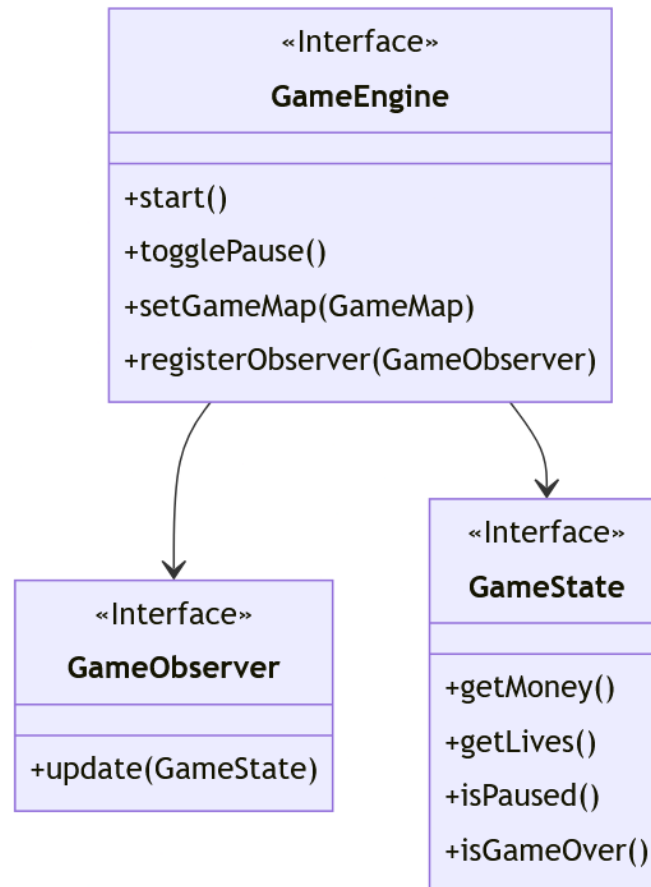 «Interface»
GameEngine
+start()
+togglePause()
+setGameMap(GameMap)
+registerObserver(GameObserver)
«Interface»
GameObserver
+update(GameState)
«Interface»
GameState
+getMoney()
+getLives()
+isPaused()
+isGameOver()